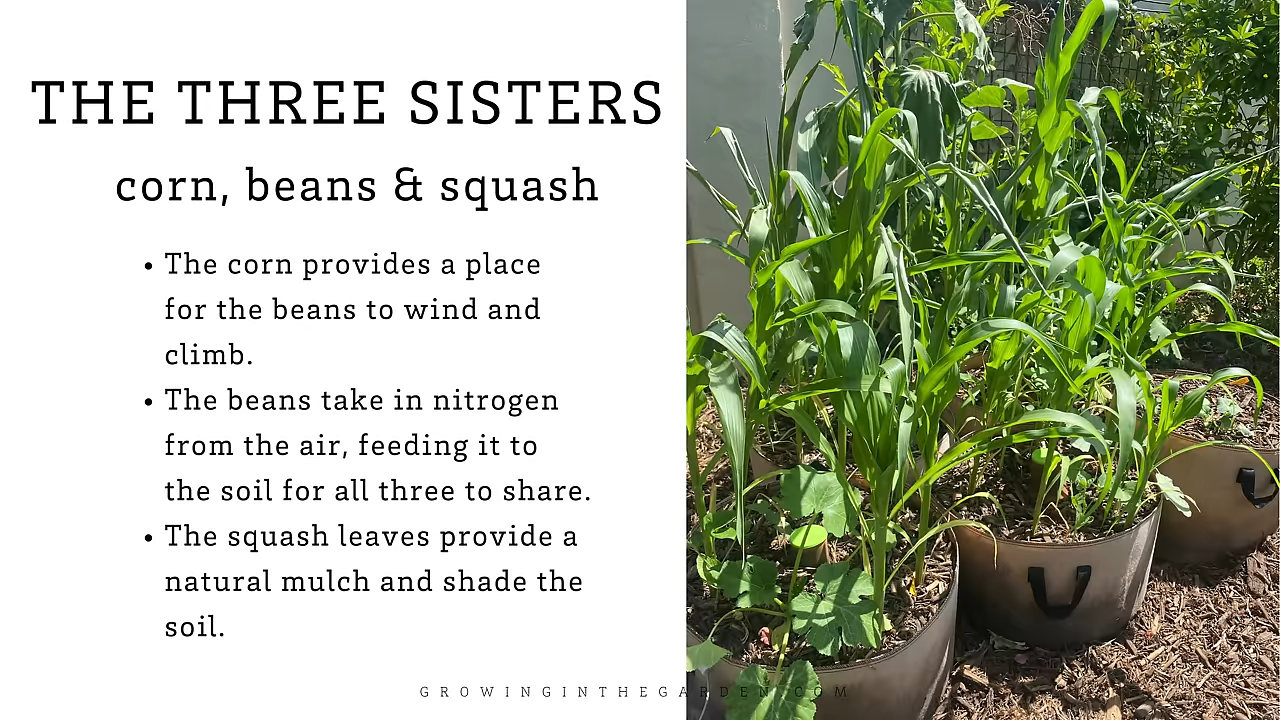 THE THREE SISTERS
corn, beans & squash
• The corn provides a place
for the beans to wind and
climb.
• The beans take in nitrogen
from the air, feeding it to
the soil for all three to share.
• The squash leaves provide a
natural mulch and shade the
soil.
GROWINGINTHEGARDEN.COM